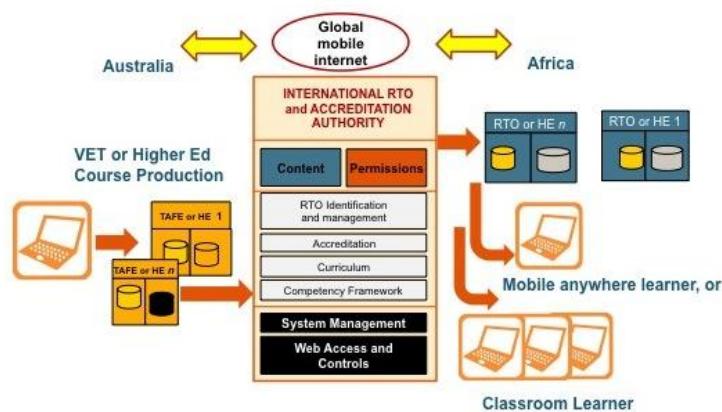 Global
mobile
internet
Australia
Africa
INTERNATIONAL RTO
and ACCREDITATION
AUTHORITY
VET or Higher Ed
Course Production
Content
Permissions
RTO or HE n
RTO or HE 1
TAFE or HE 1
TAFE or HE n
RTO Identification
and management
Accreditation
Curriculum
Competency Framework
System Management
Web Access and
Controls
Mobile anywhere learner, or
Classroom Learner